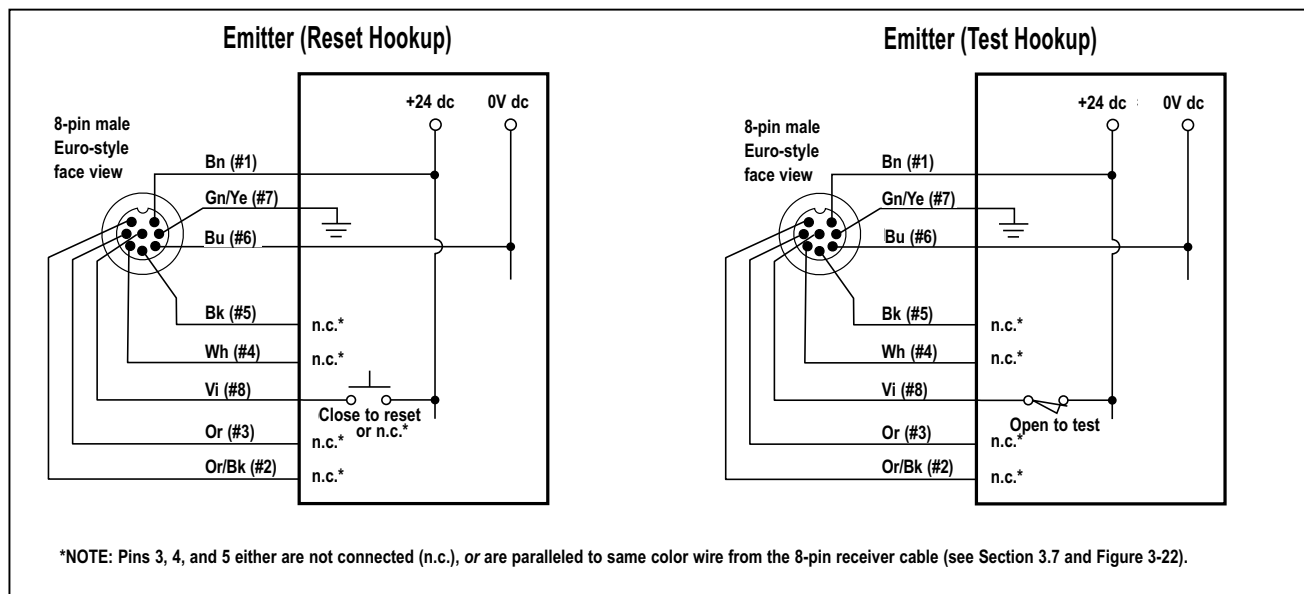 Emitter (Reset Hookup)
8-pin male
Euro-style
face view
+24 dc
0V dc
Bn (#1)
Gn/Ye (#7)
Bu (#6)
Bk (#5)
n.c.*
Wh (#4)
n.c.*
Vi (#8)
Close to reset
or n.c.*
Or (#3)
n.c.*
Or/Bk (#2)
n.c.*
Emitter (Test Hookup)
8-pin male
Euro-style
face view
+24 dc
0V dc
Bn (#1)
Gn/Ye (#7)
Bu (#6)
Bk (#5)
n.c.*
Wh (#4)
n.c.*
Vi (#8)
Open to test
Or (#3)
n.c.*
Or/Bk (#2)
n.c.*
*NOTE: Pins 3, 4, and 5 either are not connected (n.c.), or are paralleled to same color wire from the 8-pin receiver cable (see Section 3.7 and Figure 3-22).